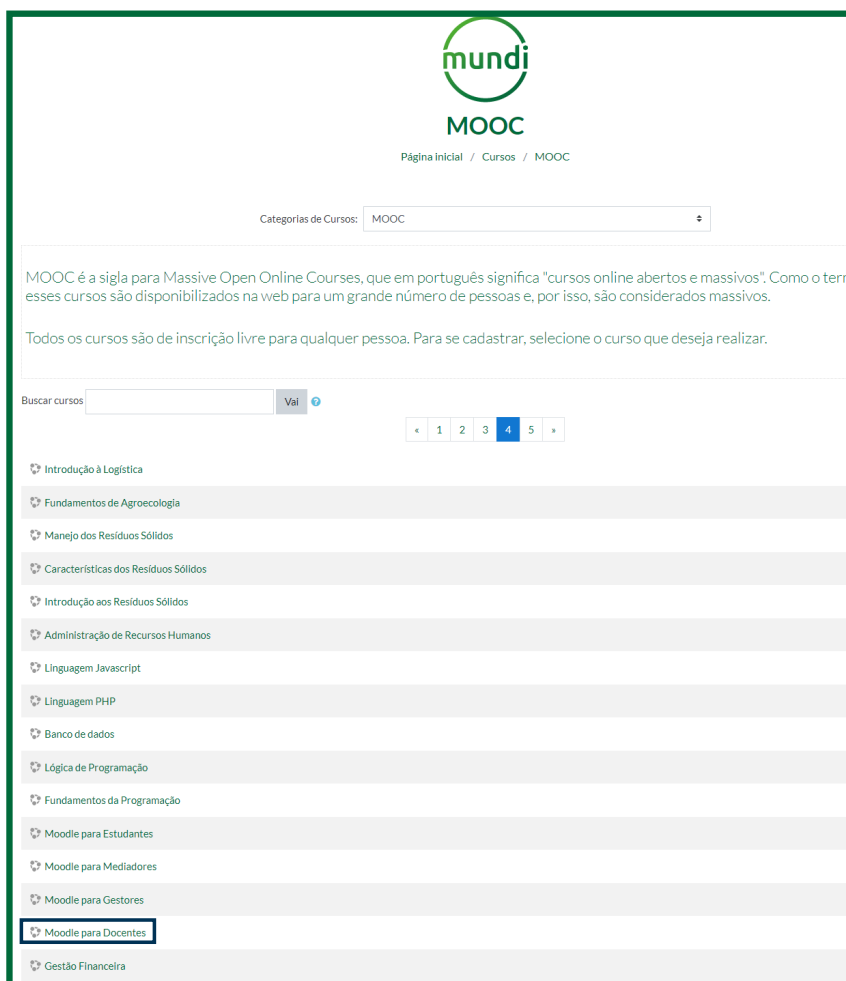 mundi
MOOC
Página inicial / Cursos / MOOC
Categorias de Cursos: MOOC
MOOC é a sigla para Massive Open Online Courses, que em português significa "cursos online abertos e massivos". Como o ter
esses cursos são disponibilizados na web para um grande número de pessoas e, por isso, são considerados massivos.
Todos os cursos são de inscrição livre para qualquer pessoa. Para se cadastrar, selecione o curso que deseja realizar.
Buscar cursos Vai ?
« 1 2 3 4 5 »
Introdução à Logística
Fundamentos de Agroecologia
Manejo dos Resíduos Sólidos
Características dos Resíduos Sólidos
Introdução aos Resíduos Sólidos
Administração de Recursos Humanos
Linguagem Javascript
Linguagem PHP
Banco de dados
Lógica de Programação
Fundamentos da Programação
Moodle para Estudantes
Moodle para Mediadores
Moodle para Gestores
Moodle para Docentes
Gestão Financeira